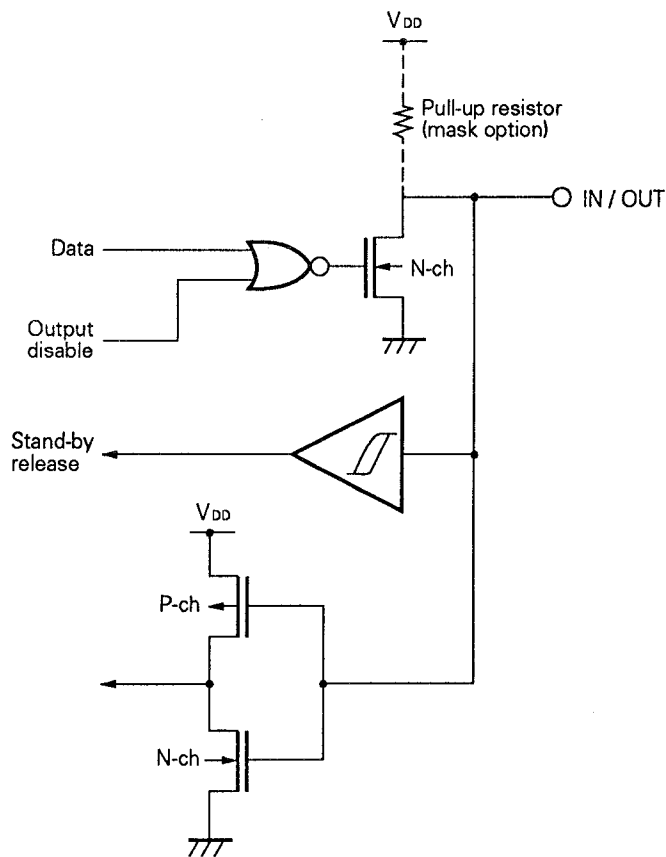 VDD
Pull-up resistor
(mask option)
IN / OUT
Data
N-ch
Output
disable
Stand-by
release
VDD
P-ch
N-ch